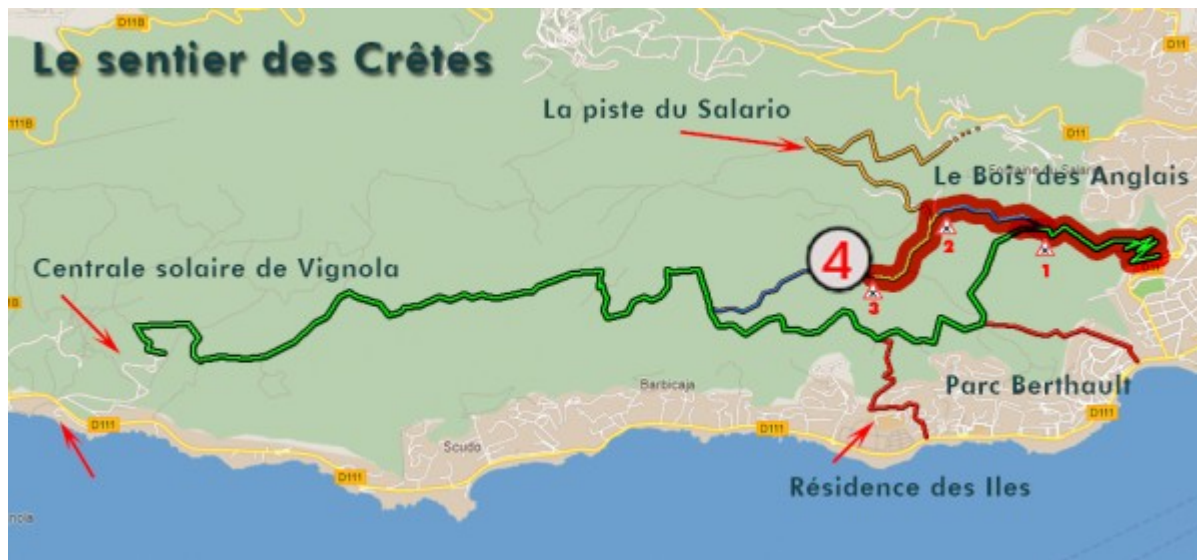 D11B
D11
Le sentier des Crêtes
La piste du Salario
111B
D11
Le Bois des Anglais
2
1
4
Centrale solaire de Vignola
3
Barbicaja
Parc Berthault
D111
D111
D111
Scudo
D111
Résidence des Iles